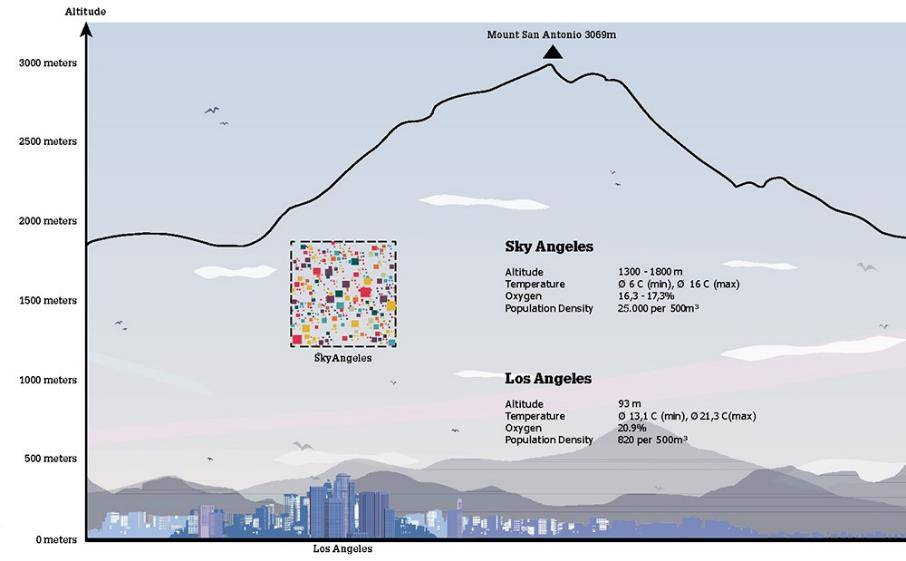 Altitude
Mount San Antonio 3069m
3000 meters
2500 meters
2000 meters
Sky Angeles
Altitude 1300 - 1800 m
Temperature Ø 6 C (min), Ø 16 C (max)
Oxygen 16,3 - 17,3%
Population Density 25.000 per 500m³
1500 meters
SkyAngeles
1000 meters
Los Angeles
Altitude 93 m
Temperature Ø 13,1 C (min), Ø 21,3 C(max)
Oxygen 20.9%
Population Density 820 per 500m³
500 meters
0 meters
Los Angeles